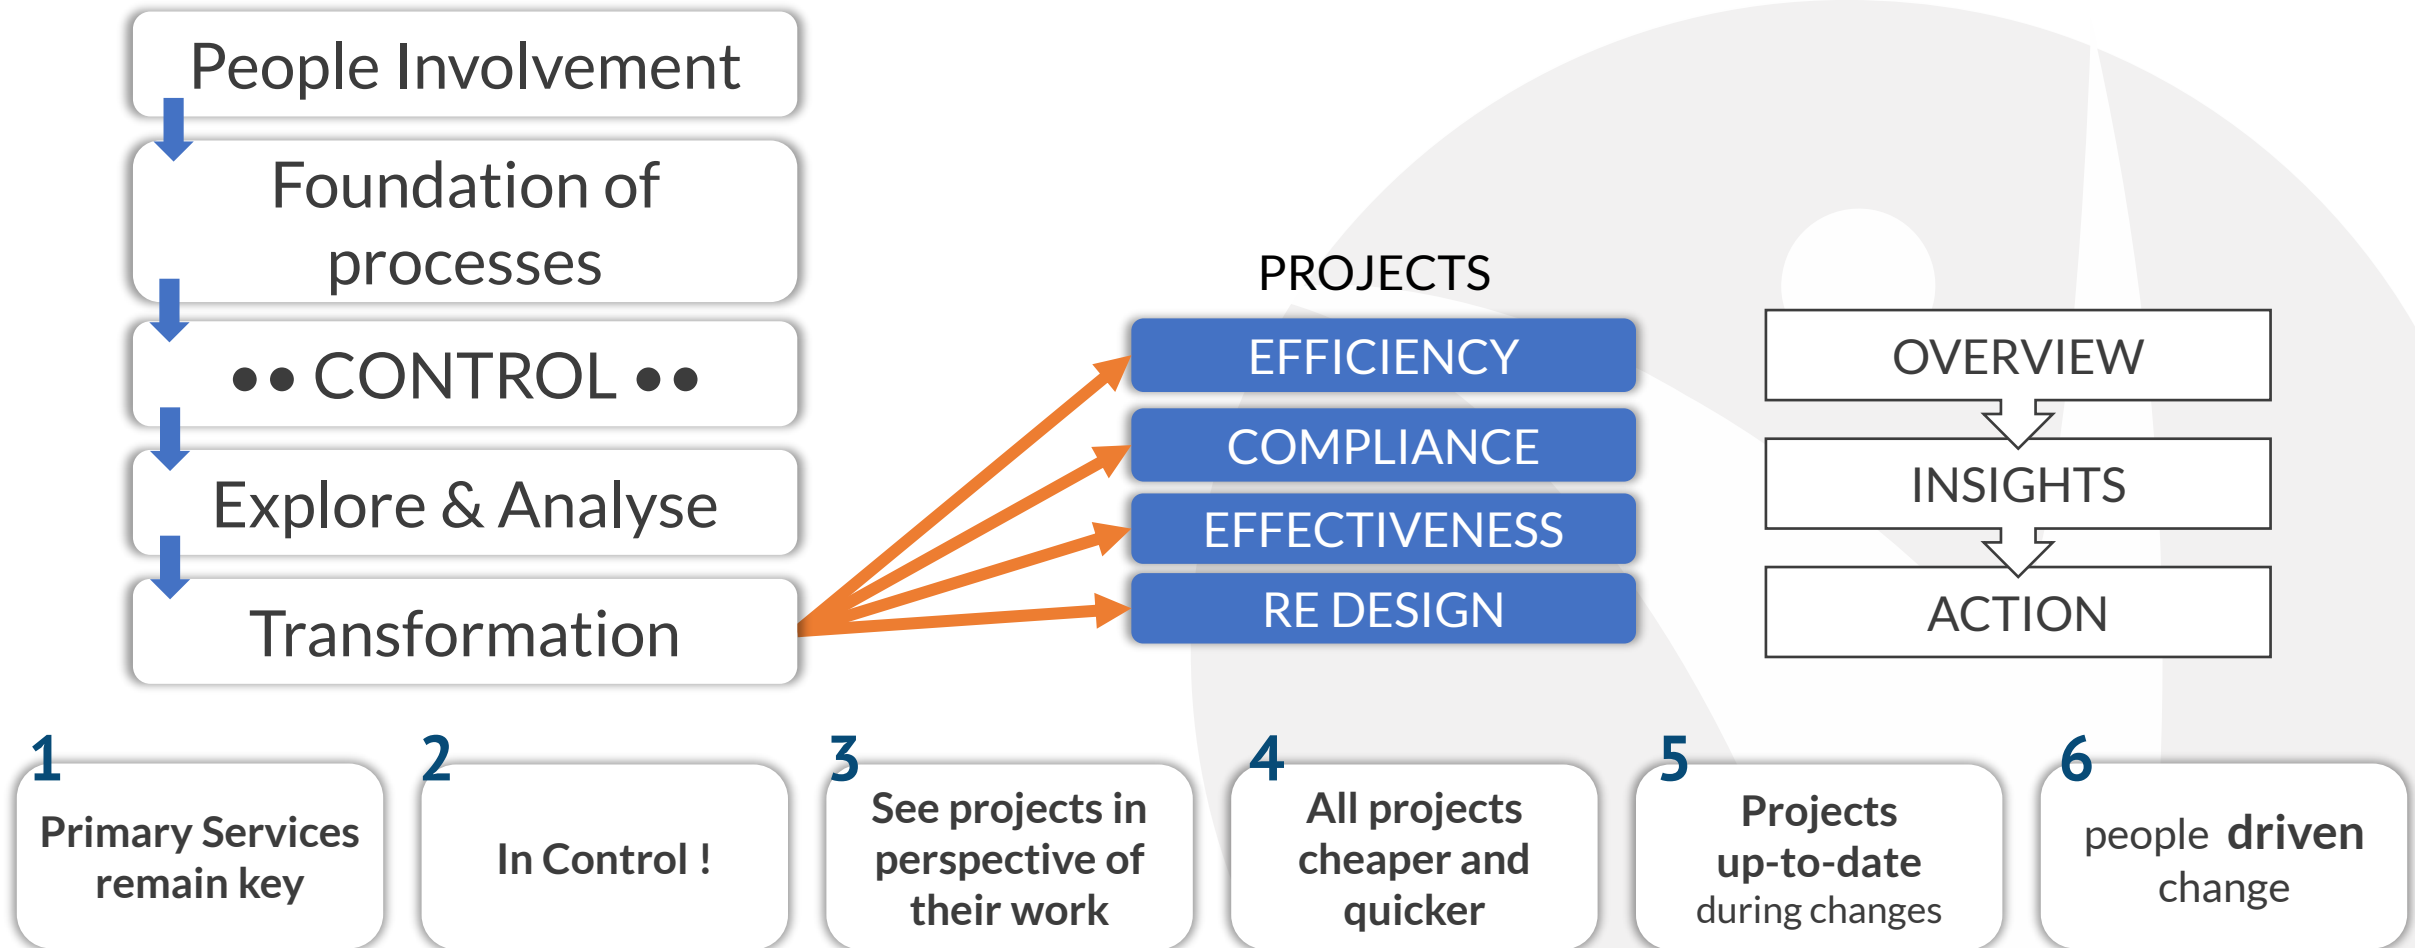 People Involvement
Foundation of
processes
•• CONTROL ••
Explore & Analyse
Transformation
PROJECTS
EFFICIENCY
COMPLIANCE
EFFECTIVENESS
RE DESIGN
OVERVIEW
INSIGHTS
ACTION
1
Primary Services
remain key
2
In Control !
3
See projects in
perspective of
their work
4
All projects
cheaper and
quicker
5
Projects
up-to-date
during changes
6
people driven
change